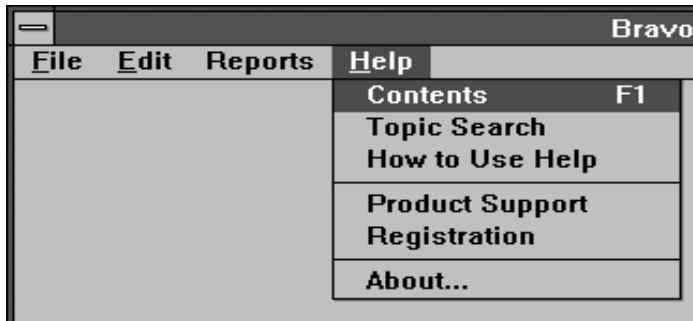 Bravo
File Edit Reports Help
Contents F1
Topic Search
How to Use Help
Product Support
Registration
About...